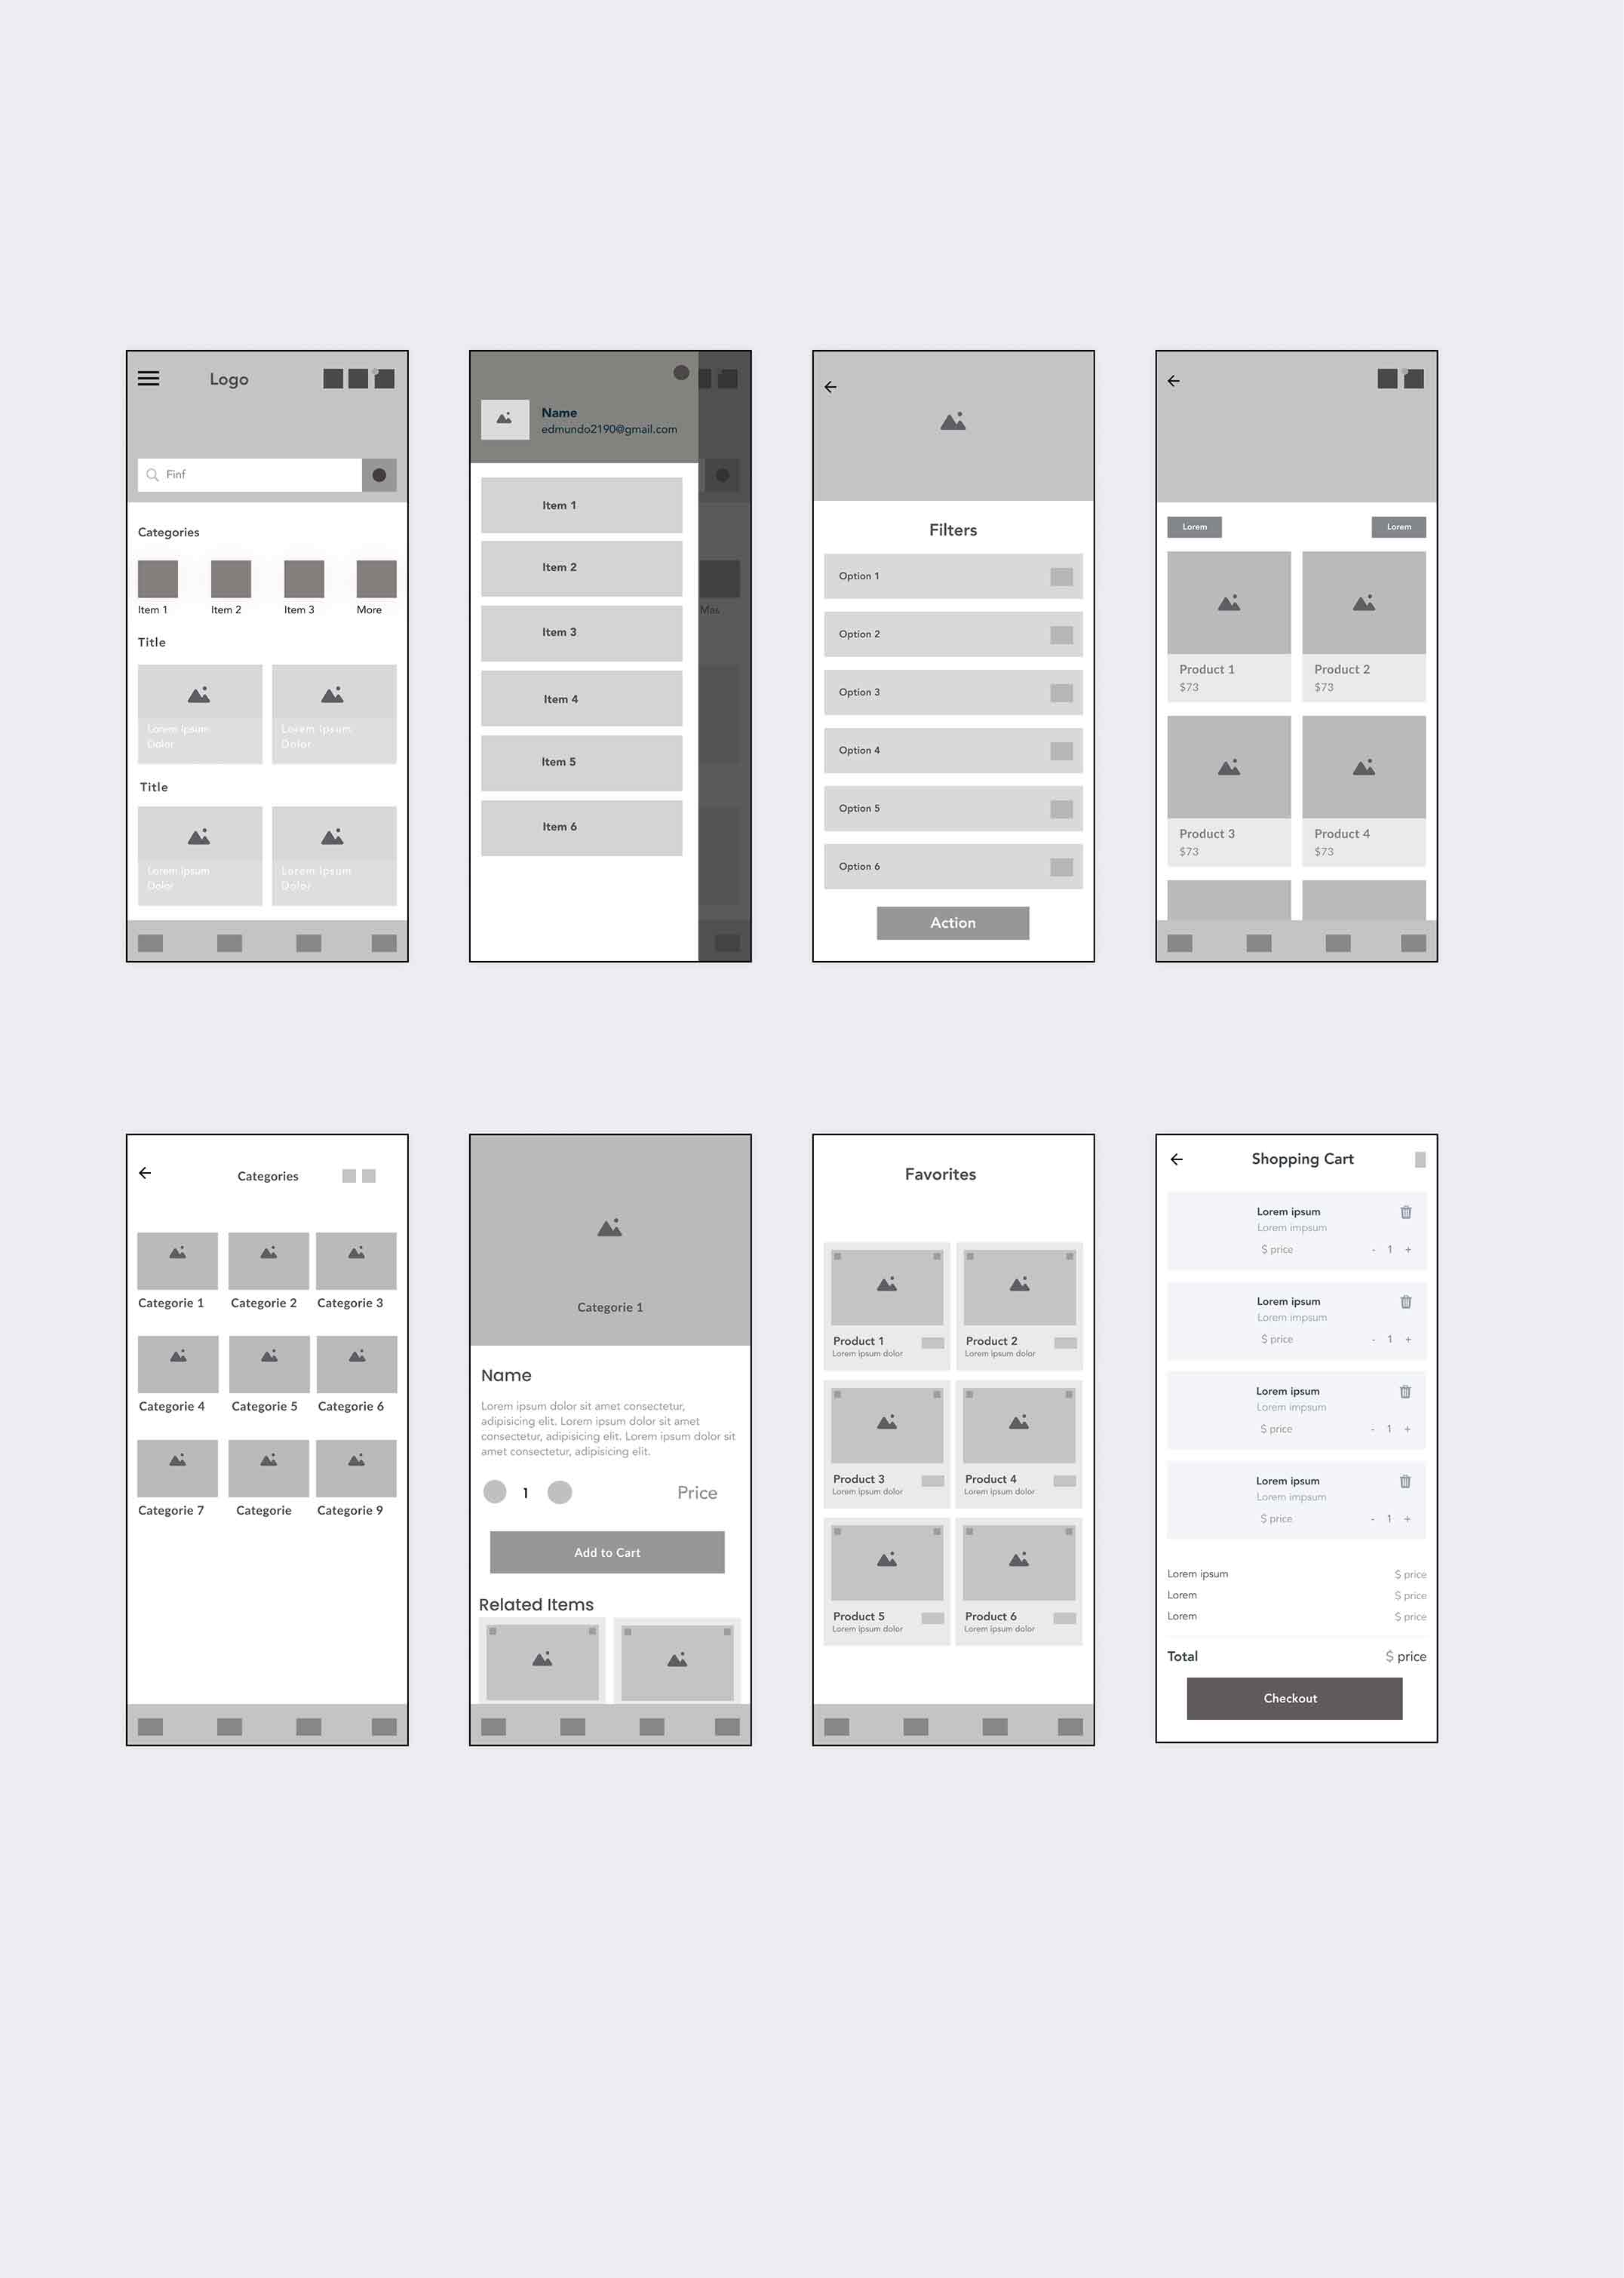 Logo
Finf
Categories
Item 1 Item 2 Item 3 More
Title
Lorem Ipsum Lorem Ipsum
Dolor Dolor
Title
Lorem Ipsum Lorem Ipsum
Dolor Dolor
Name
edmundo2190@gmail.com
Mas
Item 1
Item 2
Item 3
Item 4
Item 5
Item 6
Filters
Option 1
Option 2
Option 3
Option 4
Option 5
Option 6
Action
Lorem Lorem
Product 1 Product 2
$73 $73
Product 3 Product 4
$73 $73
Categories
Categorie 1 Categorie 2 Categorie 3
Categorie 4 Categorie 5 Categorie 6
Categorie 7 Categorie Categorie 9
Categorie 1
Name
Lorem ipsum dolor sit amet consectetur,
adipisicing elit. Lorem ipsum dolor sit amet
consectetur, adipisicing elit. Lorem ipsum dolor sit
amet consectetur, adipisicing elit.
1 Price
Add to Cart
Related Items
Favorites
Product 1 Product 2
Lorem ipsum dolor Lorem ipsum dolor
Product 3 Product 4
Lorem ipsum dolor Lorem ipsum dolor
Product 5 Product 6
Lorem ipsum dolor Lorem ipsum dolor
Shopping Cart
Lorem ipsum
Lorem impsum
$ price - 1 +
Lorem ipsum
Lorem impsum
$ price - 1 +
Lorem ipsum
Lorem impsum
$ price - 1 +
Lorem ipsum
Lorem impsum
$ price - 1 +
Lorem ipsum $ price
Lorem $ price
Lorem $ price
Total $ price
Checkout